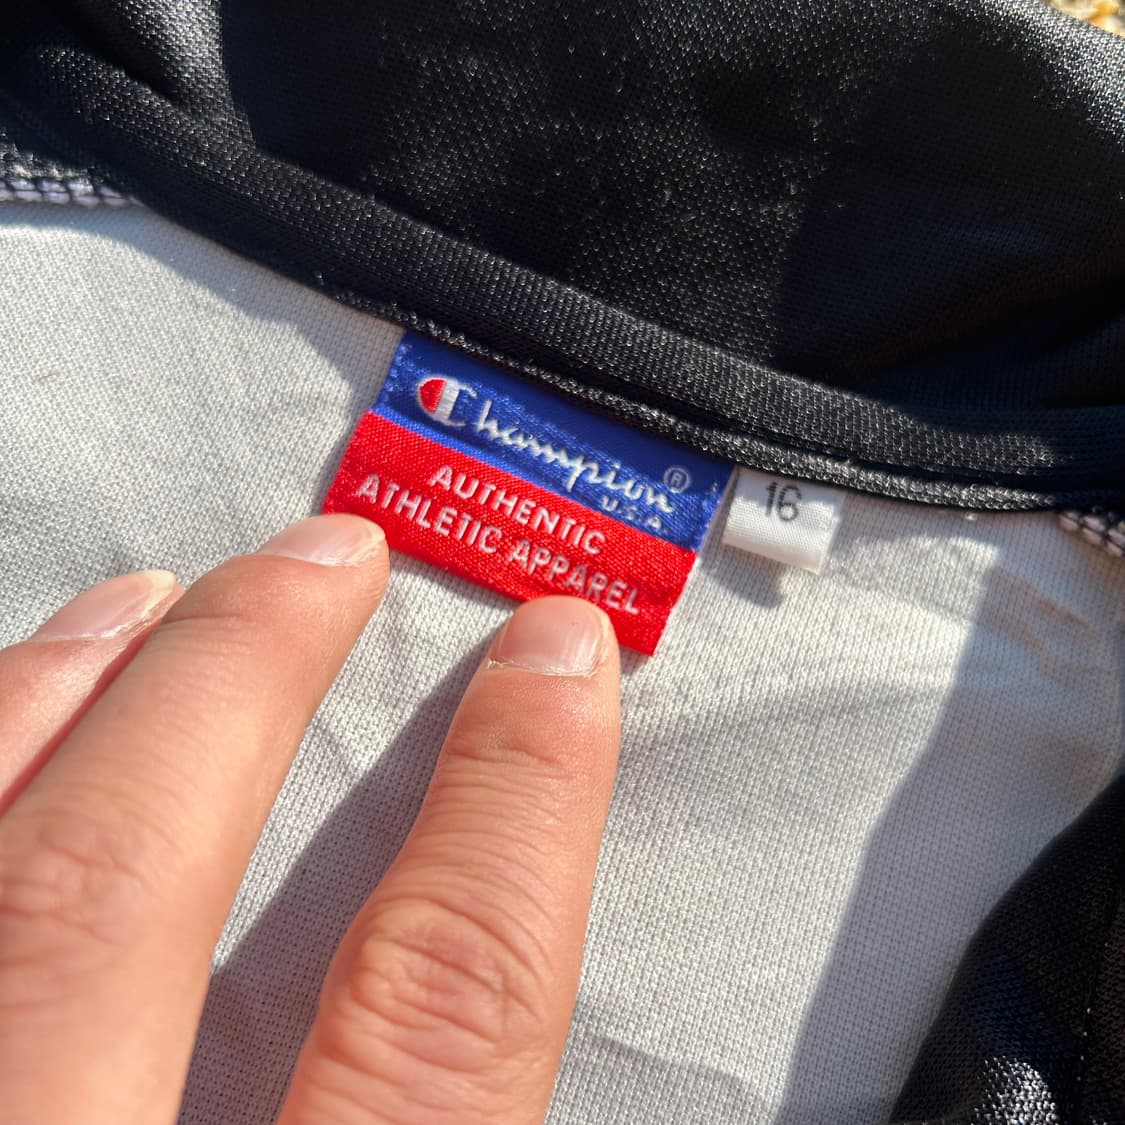 Champion®
U.S.A.
AUTHENTIC
ATHLETIC APPAREL
16